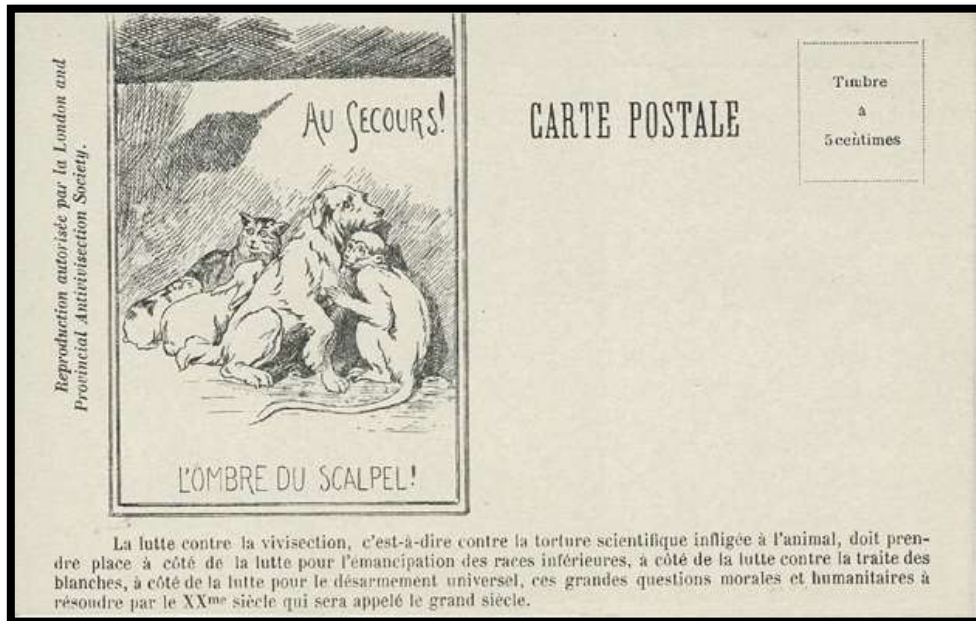 Reproduction autorisée par la London and
Provincial Antivivisection Society.
AU SECOURS!
L'OMBRE DU SCALPEL!
CARTE POSTALE
Timbre
à
5 centimes
La lutte contre la vivisection, c'est-à-dire contre la torture scientifique infligée à l'animal, doit pren-
dre place à côté de la lutte pour l'émancipation des races inférieures, à côté de la lutte contre la traite des
blanches, à côté de la lutte pour le désarmement universel, ces grandes questions morales et humanitaires à
résoudre par le XXme siècle qui sera appelé le grand siècle.